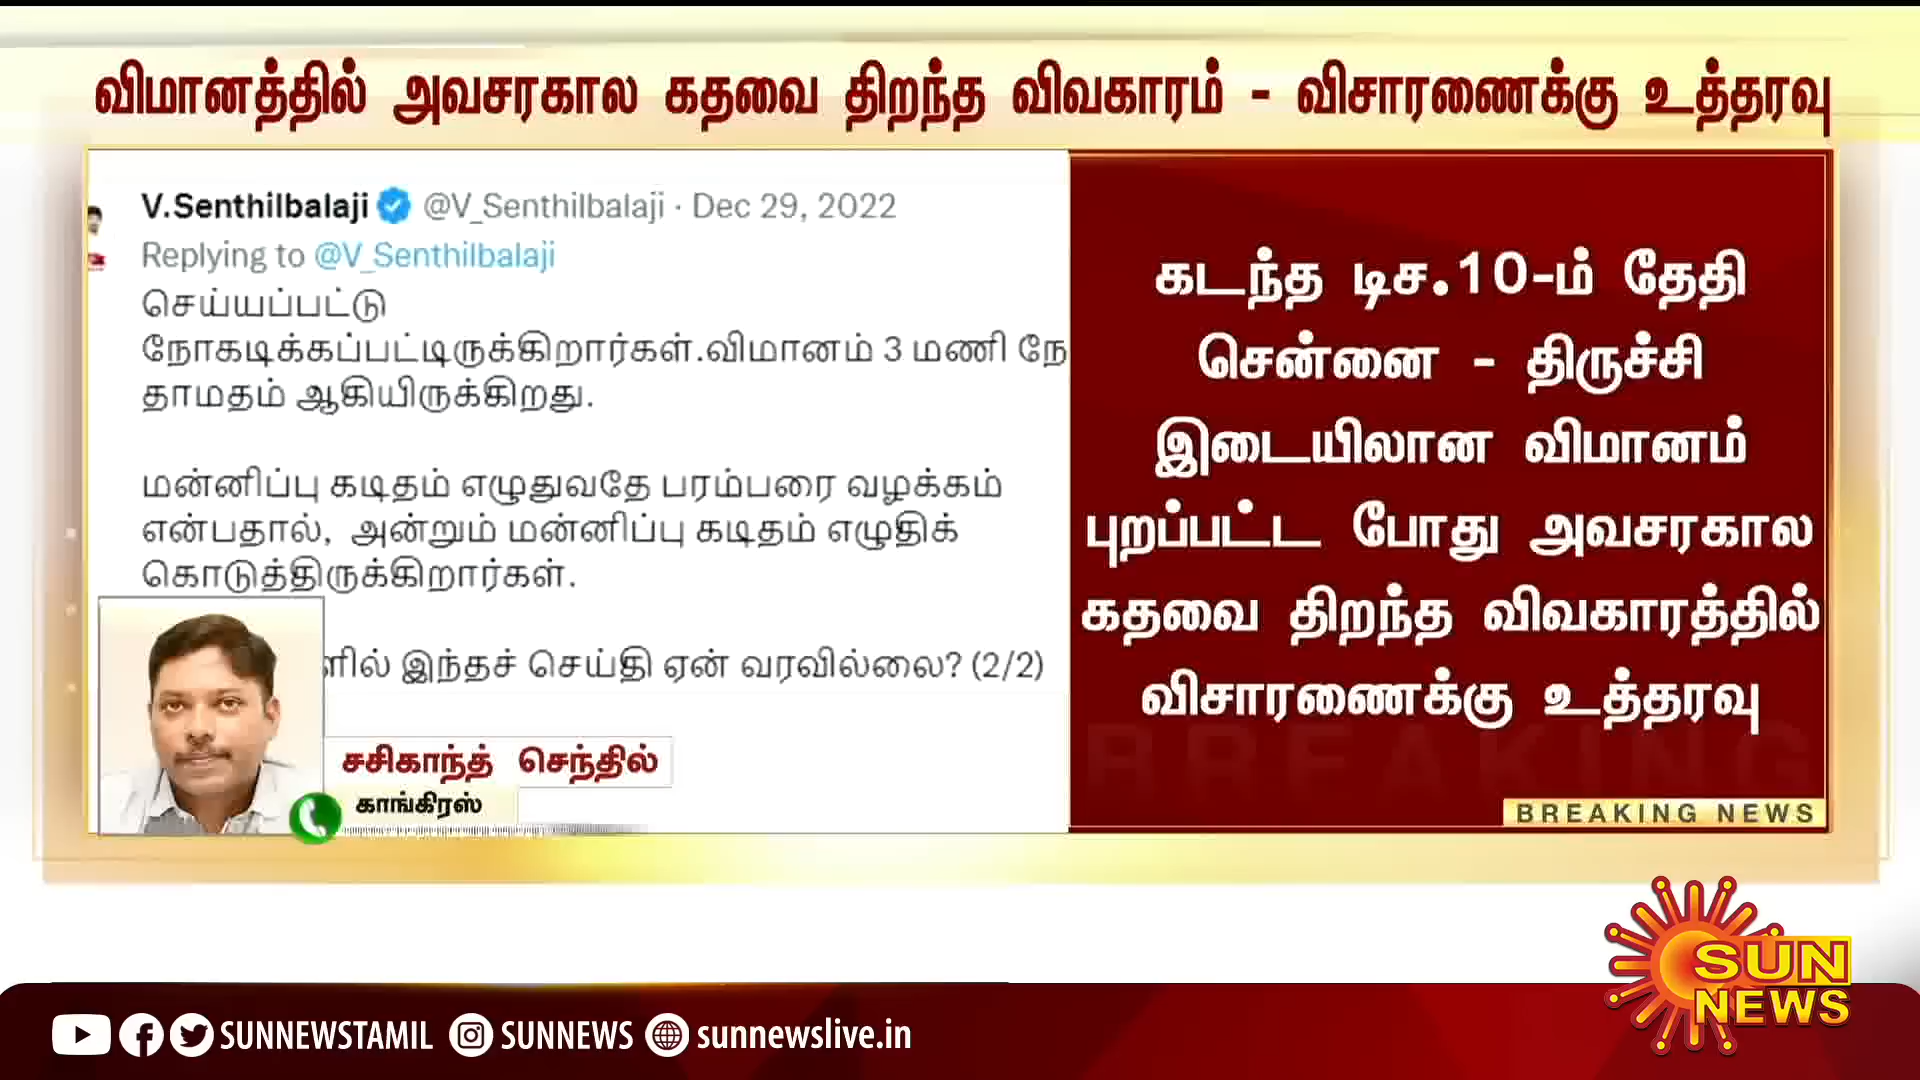 விமானத்தில் அவசரகால கதவை திறந்த விவகாரம் - விசாரணைக்கு உத்தரவு
V.Senthilbalaji @V_Senthilbalaji · Dec 29, 2022
Replying to @V_Senthilbalaji
செய்யப்பட்டு
நோகடிக்கப்பட்டிருக்கிறார்கள்.விமானம் 3 மணி நே
தாமதம் ஆகியிருக்கிறது.
மன்னிப்பு கடிதம் எழுதுவதே பரம்பரை வழக்கம்
என்பதால், அன்றும் மன்னிப்பு கடிதம் எழுதிக்
கொடுத்திருக்கிறார்கள்.
ளில் இந்தச் செய்தி ஏன் வரவில்லை? (2/2)
சசிகாந்த் செந்தில்
காங்கிரஸ்
கடந்த டிச.10-ம் தேதி
சென்னை - திருச்சி
இடையிலான விமானம்
புறப்பட்ட போது அவசரகால
கதவை திறந்த விவகாரத்தில்
விசாரணைக்கு உத்தரவு
BREAKING
BREAKING NEWS
SUN
NEWS
SUNNEWSTAMIL SUNNEWS sunnewslive.in